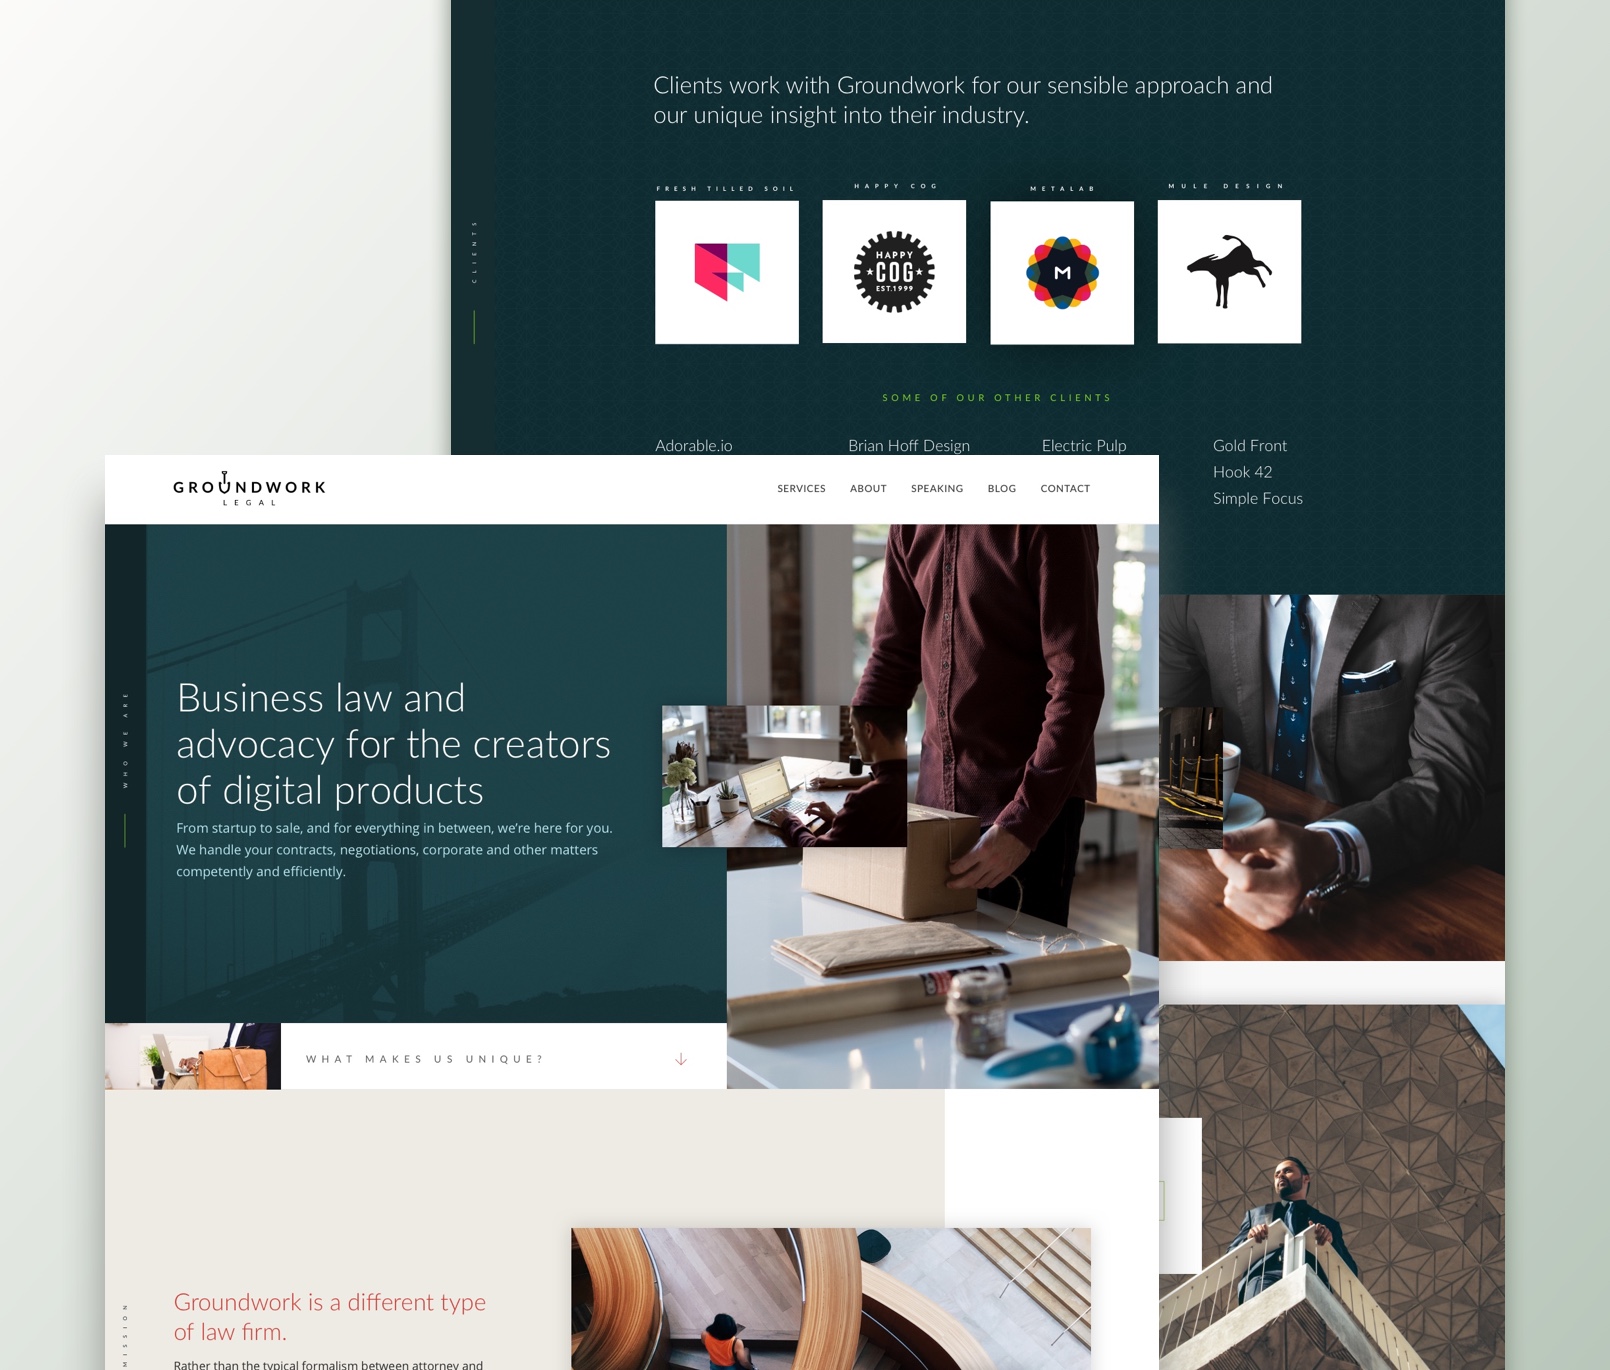 Clients work with Groundwork for our sensible approach and
our unique insight into their industry.
CLIENTS
FRESH TILLED SOIL
HAPPY COG
METALAB
MULE DESIGN
HAPPY
COG
EST.1999
M
SOME OF OUR OTHER CLIENTS
Adorable.io
Brian Hoff Design
Electric Pulp
Gold Front
Hook 42
Simple Focus
GROUNDWORK
LEGAL
SERVICES
ABOUT
SPEAKING
BLOG
CONTACT
WHO WE ARE
Business law and
advocacy for the creators
of digital products
From startup to sale, and for everything in between, we’re here for you.
We handle your contracts, negotiations, corporate and other matters
competently and efficiently.
WHAT MAKES US UNIQUE?
MISSION
Groundwork is a different type
of law firm.
Rather than the typical formalism between attorney and